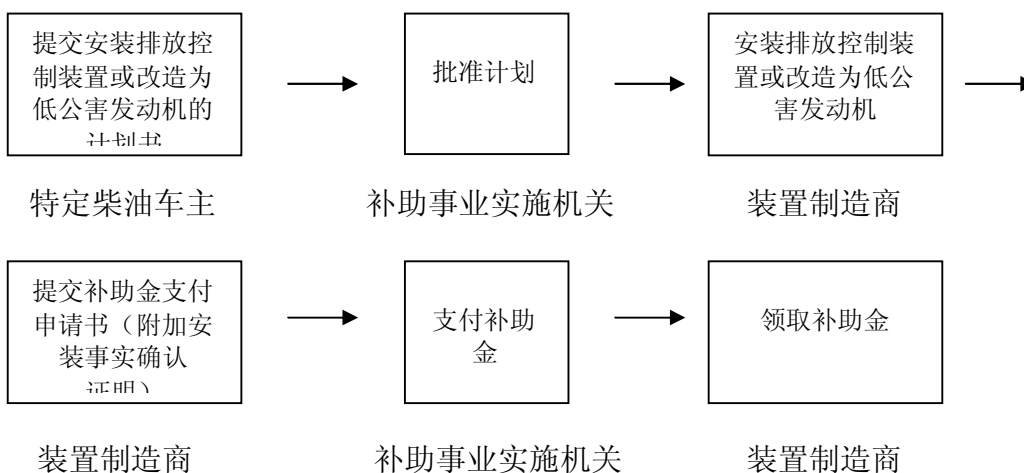 提交安装排放控
制装置或改造为
低公害发动机的
计划书
批准计划
安装排放控制装
置或改造为低公
害发动机
特定柴油车主
补助事业实施机关
装置制造商
提交补助金支付
申请书（附加安
装事实确认
证明）
支付补助
金
领取补助金
装置制造商
补助事业实施机关
装置制造商